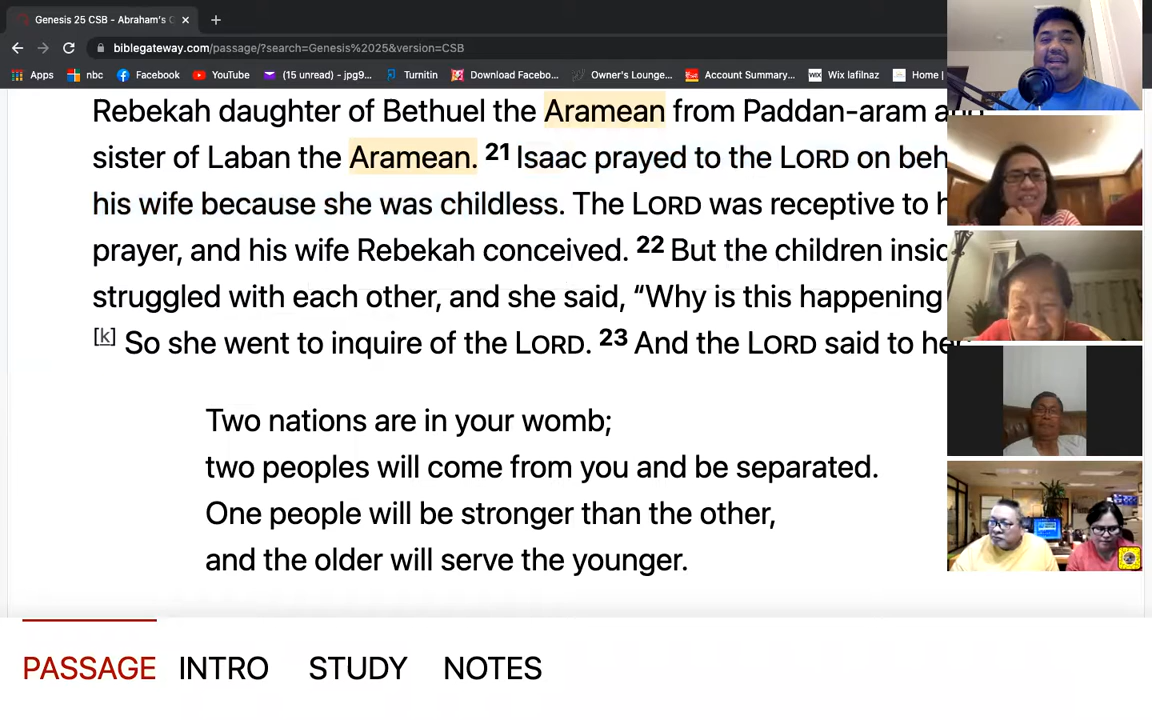 Genesis 25 CSB - Abraham's
biblegateway.com/passage/?search=Genesis%2025&version=CSB
Apps nbc Facebook YouTube (15 unread) - jpg9... Turnitin Download Facebo... Owner's Lounge... Account Summary... WIX Wix lafilnaz Home |
Rebekah daughter of Bethuel the Aramean from Paddan-aram and
sister of Laban the Aramean. 21 Isaac prayed to the LORD on beh
his wife because she was childless. The LORD was receptive to h
prayer, and his wife Rebekah conceived. 22 But the children insid
struggled with each other, and she said, “Why is this happening
[k] So she went to inquire of the LORD. 23 And the LORD said to her
Two nations are in your womb;
two peoples will come from you and be separated.
One people will be stronger than the other,
and the older will serve the younger.
PASSAGE INTRO STUDY NOTES